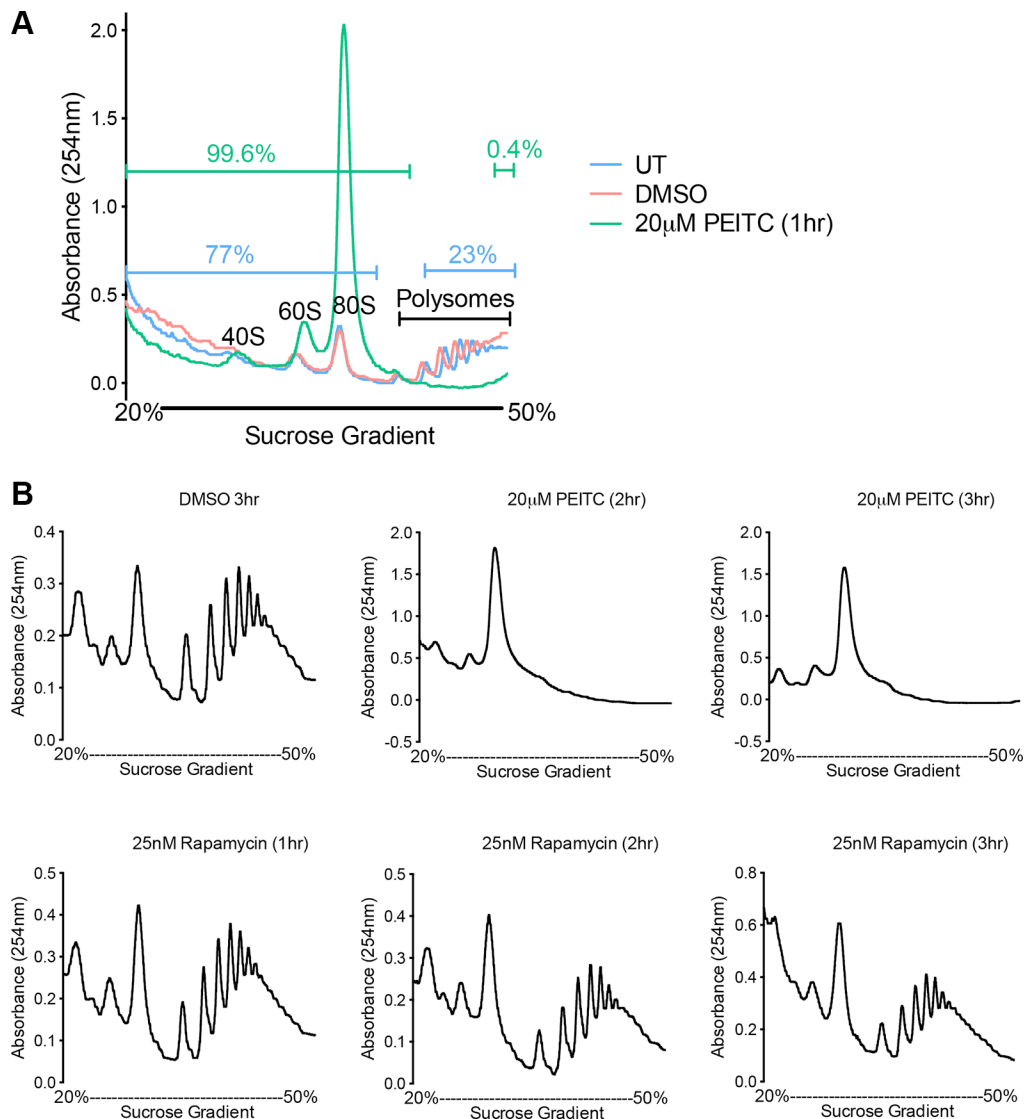 A
Absorbance (254nm)
2.0
1.5
1.0
0.5
0.0
99.6%
0.4%
77%
23%
40S
60S
80S
Polysomes
20%
50%
Sucrose Gradient
UT
DMSO
20μM PEITC (1hr)
B
DMSO 3hr
Absorbance (254nm)
0.4
0.3
0.2
0.1
0.0
20%--------------------------------50%
Sucrose Gradient
20μM PEITC (2hr)
Absorbance (254nm)
2.0
1.5
1.0
0.5
0.0
-0.5
20%--------------------------------50%
Sucrose Gradient
20μM PEITC (3hr)
Absorbance (254nm)
2.0
1.5
1.0
0.5
0.0
-0.5
20%--------------------------------50%
Sucrose Gradient
25nM Rapamycin (1hr)
Absorbance (254nm)
0.5
0.4
0.3
0.2
0.1
0.0
20%--------------------------------50%
Sucrose Gradient
25nM Rapamycin (2hr)
Absorbance (254nm)
0.5
0.4
0.3
0.2
0.1
0.0
20%--------------------------------50%
Sucrose Gradient
25nM Rapamycin (3hr)
Absorbance (254nm)
0.8
0.6
0.4
0.2
0.0
20%--------------------------------50%
Sucrose Gradient